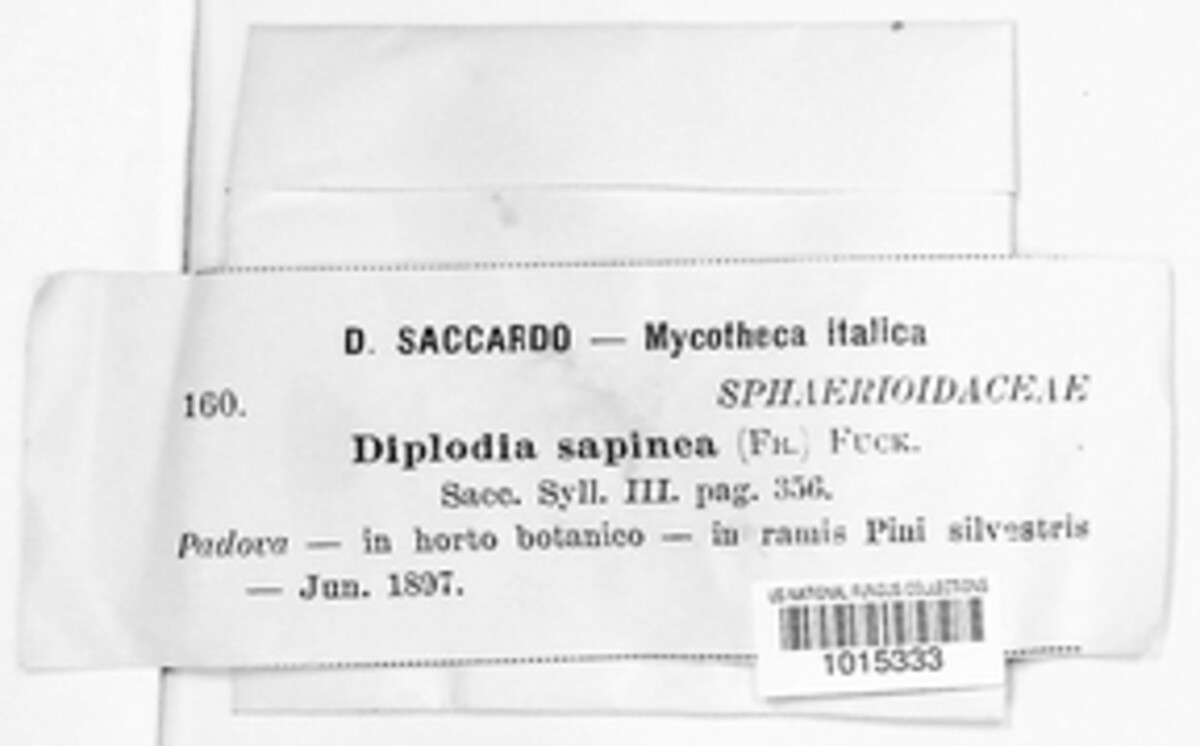 D. SACCARDO — Mycotheca italica
160. SPHAERIOIDACEAE
Diplodia sapinea (Fr.) Fuck.
Sacc. Syll. III. pag. 356.
Padova — in horto botanico — in ramis Pini silvestris
— Jun. 1897.
US NATIONAL FUNGUS COLLECTIONS
1015333